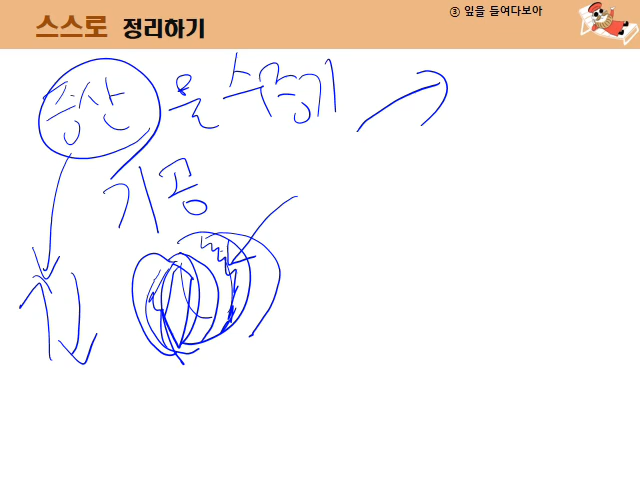 스스로 정리하기
③ 잎을 들여다보아
증산 을 수증기
기공